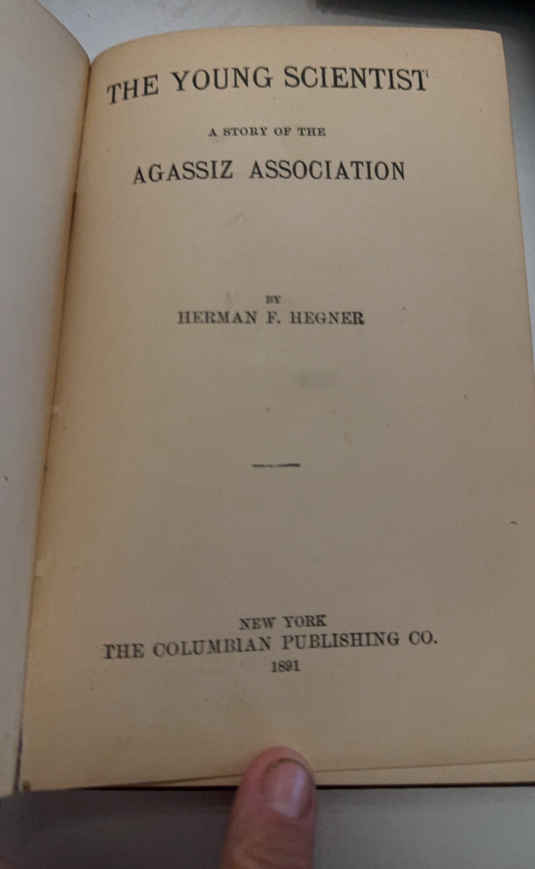 THE YOUNG SCIENTIST
A STORY OF THE
AGASSIZ ASSOCIATION
BY
HERMAN F. HEGNER
NEW YORK
THE COLUMBIAN PUBLISHING CO.
1891